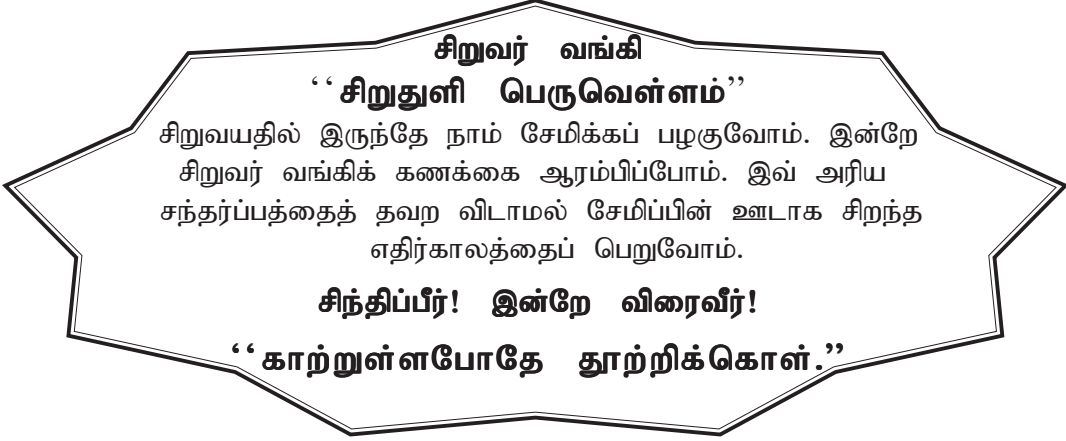 சிறுவர் வங்கி
‘‘சிறுதுளி பெருவெள்ளம்’’
சிறுவயதில் இருந்தே நாம் சேமிக்கப் பழகுவோம். இன்றே
சிறுவர் வங்கிக் கணக்கை ஆரம்பிப்போம். இவ் அரிய
சந்தர்ப்பத்தைத் தவற விடாமல் சேமிப்பின் ஊடாக சிறந்த
எதிர்காலத்தைப் பெறுவோம்.
சிந்திப்பீர்! இன்றே விரைவீர்!
‘‘காற்றுள்ளபோதே தூற்றிக்கொள்.’’